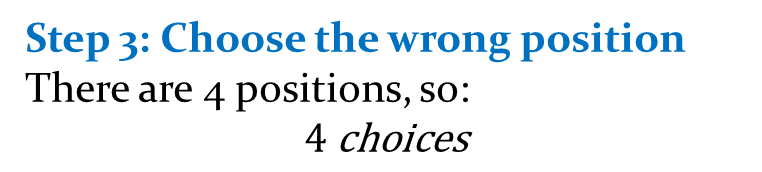 Step 3: Choose the wrong position
There are 4 positions, so:
4 choices